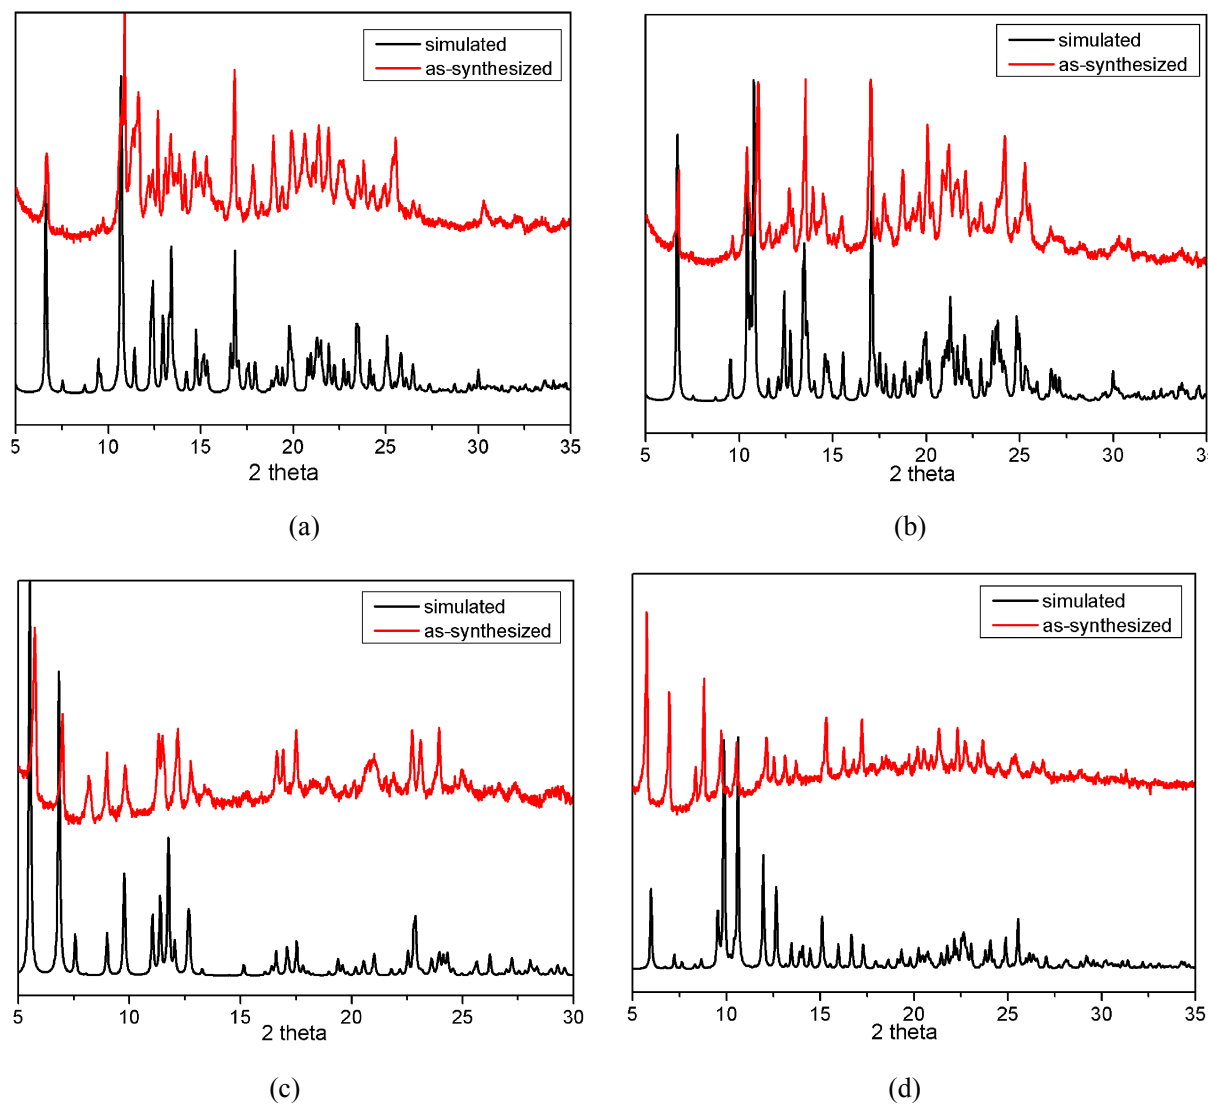 simulated
as-synthesized
5 10 15 20 25 30 35
2 theta
(a)
simulated
as-synthesized
5 10 15 20 25 30 35
2 theta
(b)
simulated
as-synthesized
5 10 15 20 25 30
2 theta
(c)
simulated
as-synthesized
5 10 15 20 25 30 35
2 theta
(d)